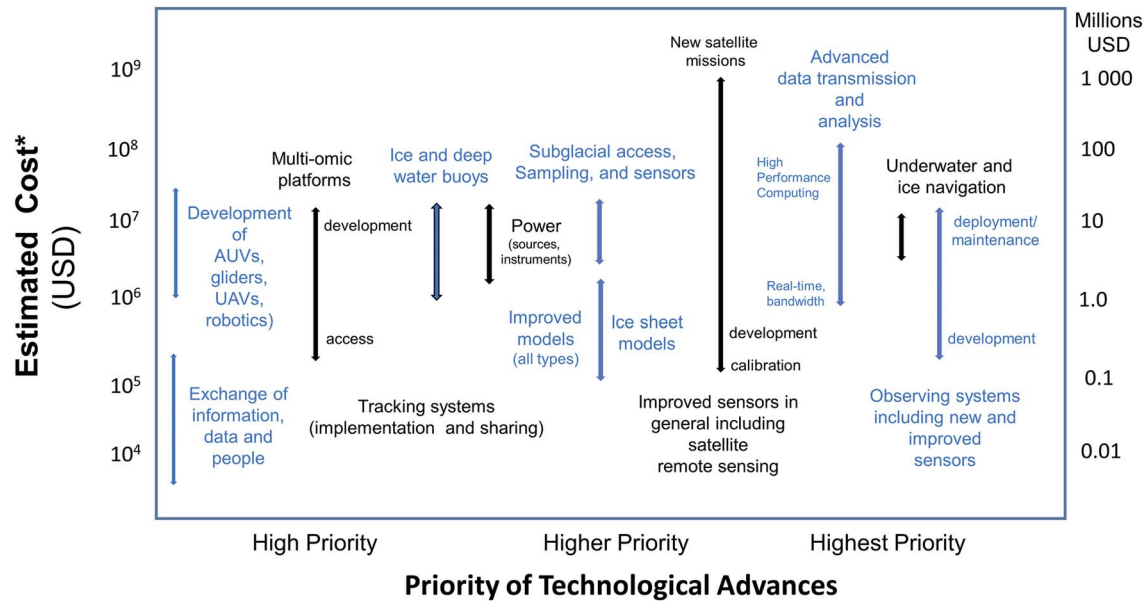 Millions
USD
New satellite
missions
Advanced
data transmission
and
analysis
10⁹
1 000
10⁸
100
Multi-omic
platforms
Ice and deep
water buoys
Subglacial access,
Sampling, and sensors
High
Performance
Computing
Underwater and
ice navigation
10⁷
10
Development
of
AUVs,
gliders,
UAVs,
robotics)
development
Power
(sources,
instruments)
deployment/
maintenance
10⁶
1.0
Real-time,
bandwidth
access
Improved
models
(all types)
Ice sheet
models
development
calibration
development
10⁵
0.1
Exchange of
information,
data and
people
Tracking systems
(implementation and sharing)
Improved sensors in
general including
satellite
remote sensing
Observing systems
including new and
improved
sensors
10⁴
0.01
Estimated Cost*
(USD)
High Priority
Higher Priority
Highest Priority
Priority of Technological Advances